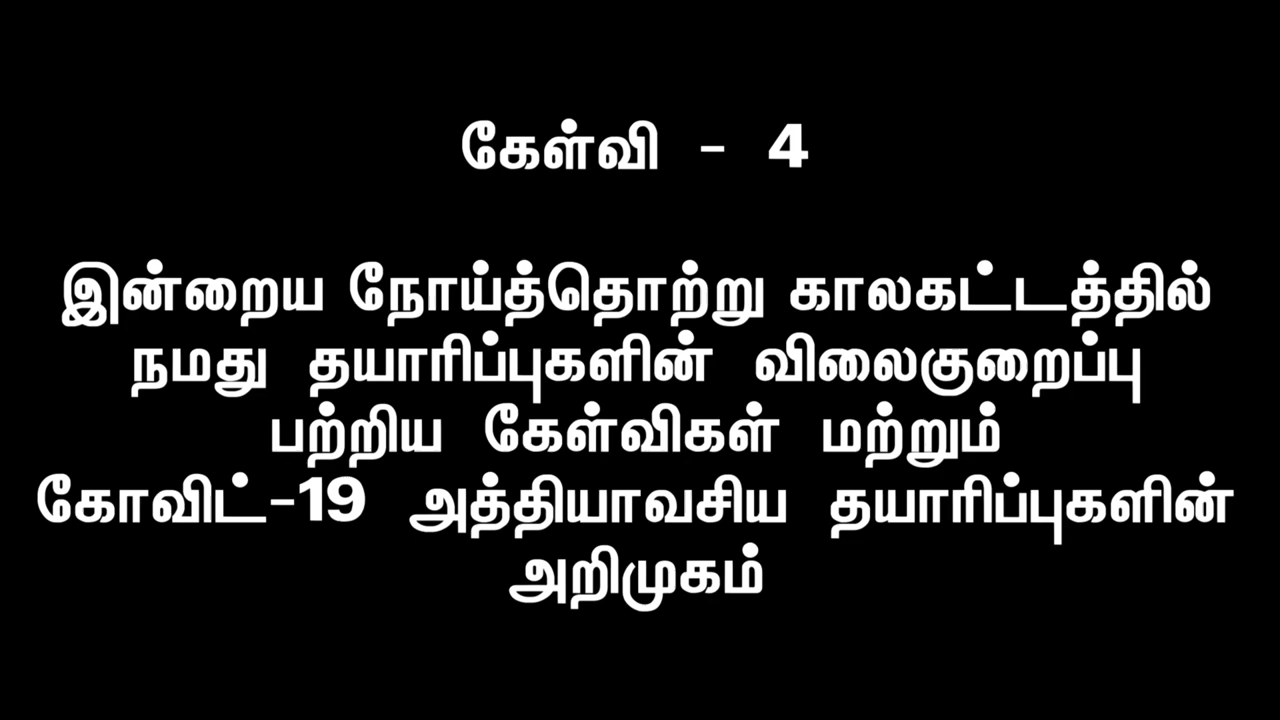 கேள்வி - 4
இன்றைய நோய்த்தொற்று காலகட்டத்தில்
நமது தயாரிப்புகளின் விலைகுறைப்பு
பற்றிய கேள்விகள் மற்றும்
கோவிட்-19 அத்தியாவசிய தயாரிப்புகளின்
அறிமுகம்